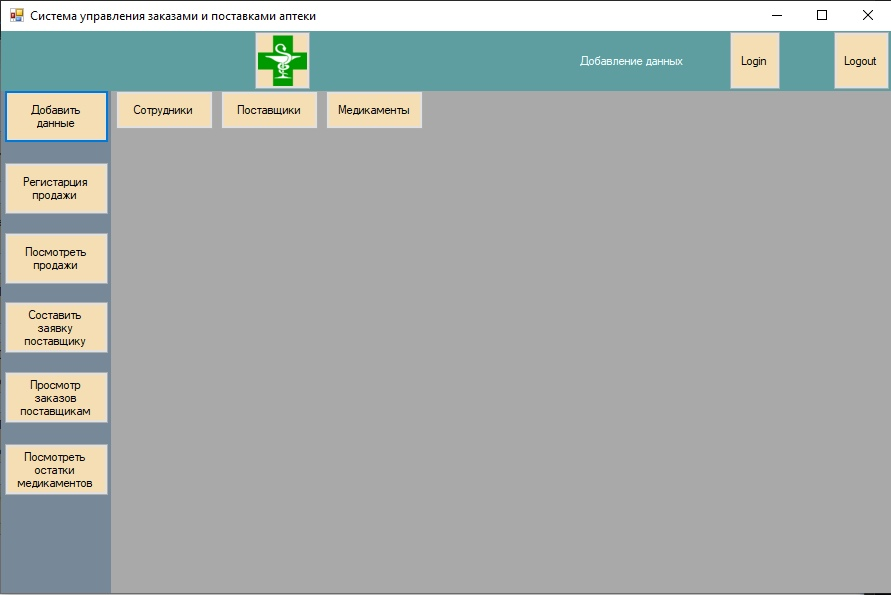 Система управления заказами и поставками аптеки
Добавление данных
Login
Logout
Добавить
данные
Сотрудники
Поставщики
Медикаменты
Регистарция
продажи
Посмотреть
продажи
Составить
заявку
поставщику
Просмотр
заказов
поставщикам
Посмотреть
остатки
медикаментов